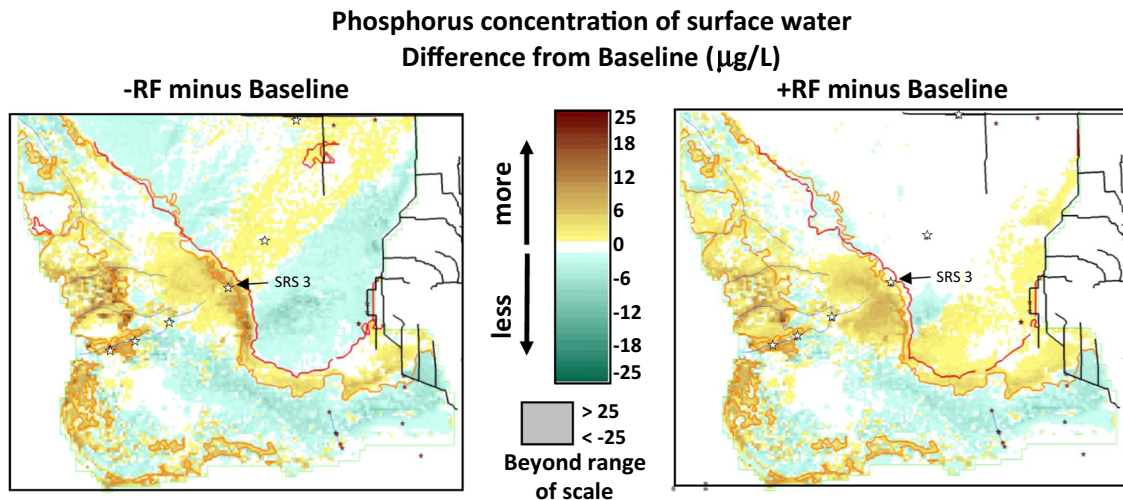 Phosphorus concentration of surface water
Difference from Baseline (μg/L)
-RF minus Baseline
+RF minus Baseline
25
18
12
6
0
-6
-12
-18
-25
more
less
SRS 3
SRS 3
> 25
< -25
Beyond range
of scale